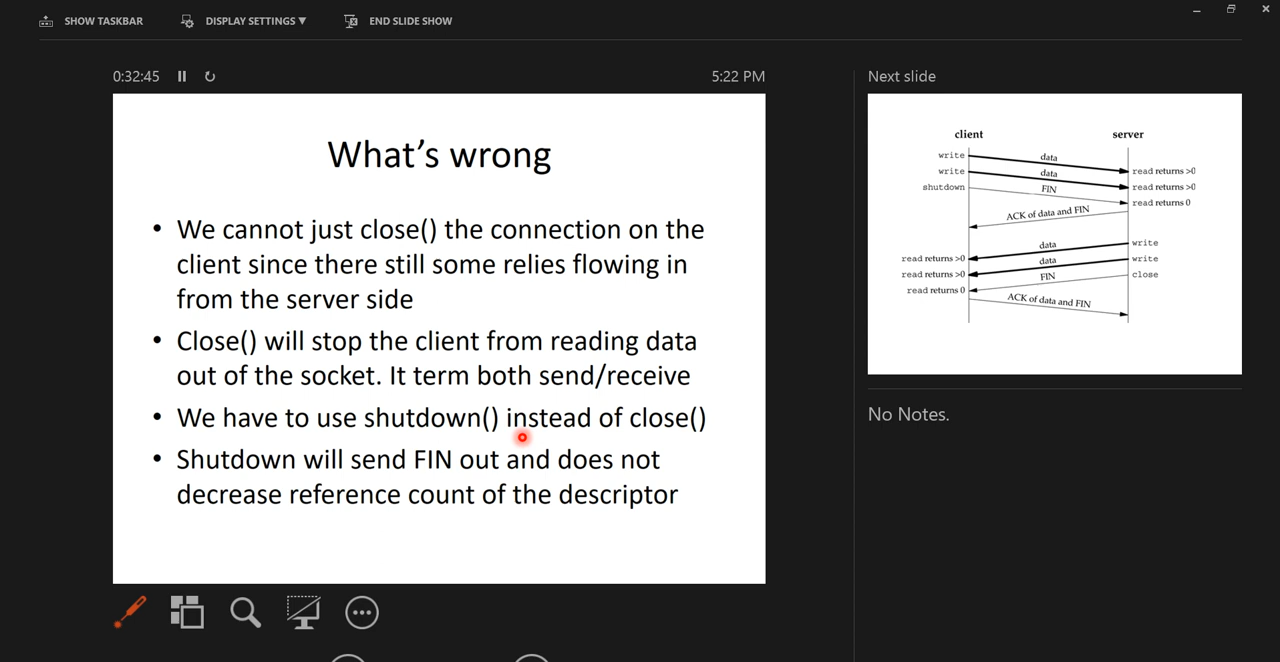 SHOW TASKBAR DISPLAY SETTINGS ▼ END SLIDE SHOW
0:32:45 5:22 PM
What's wrong
• We cannot just close() the connection on the
client since there still some relies flowing in
from the server side
• Close() will stop the client from reading data
out of the socket. It term both send/receive
• We have to use shutdown() instead of close()
• Shutdown will send FIN out and does not
decrease reference count of the descriptor
Next slide
client server
write data read returns >0
write data read returns >0
shutdown FIN read returns 0
ACK of data and FIN
data write
read returns >0 data write
read returns >0 FIN close
read returns 0
ACK of data and FIN
No Notes.